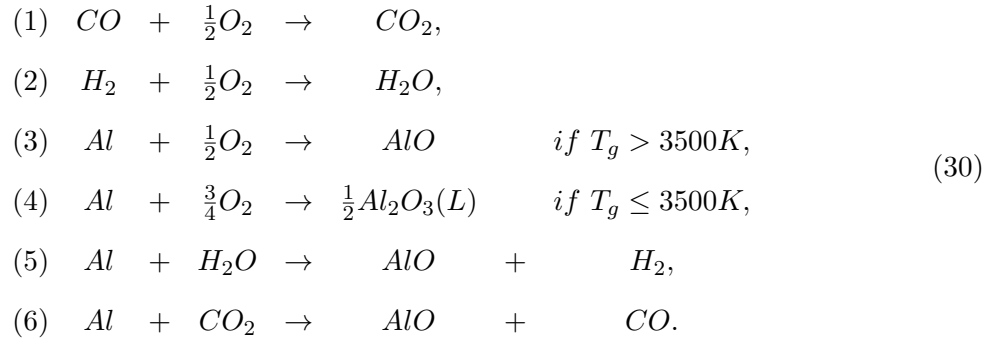 (1) CO + ½O₂ → CO₂,
(2) H₂ + ½O₂ → H₂O,
(3) Al + ½O₂ → AlO if T_g > 3500K,
(30)
(4) Al + ¾O₂ → ½Al₂O₃(L) if T_g ≤ 3500K,
(5) Al + H₂O → AlO + H₂,
(6) Al + CO₂ → AlO + CO.